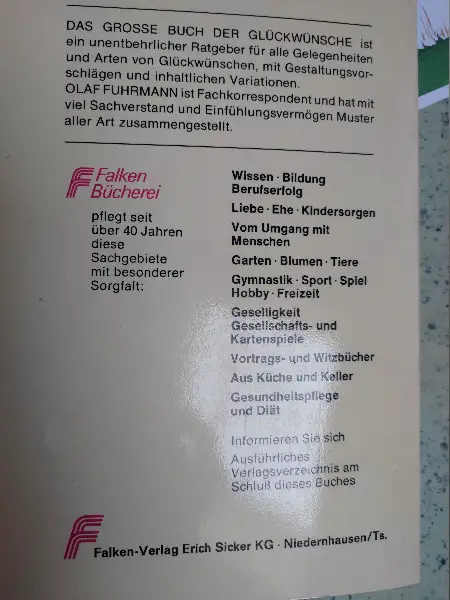 DAS GROSSE BUCH DER GLÜCKWÜNSCHE ist
ein unentbehrlicher Ratgeber für alle Gelegenheiten
und Arten von Glückwünschen, mit Gestaltungsvor-
schlägen und inhaltlichen Variationen.
OLAF FUHRMANN ist Fachkorrespondent und hat mit
viel Sachverstand und Einfühlungsvermögen Muster
aller Art zusammengestellt.
Falken
Bücherei
pflegt seit
über 40 Jahren
diese
Sachgebiete
mit besonderer
Sorgfalt:
Wissen · Bildung
Berufserfolg
Liebe · Ehe · Kindersorgen
Vom Umgang mit
Menschen
Garten · Blumen · Tiere
Gymnastik · Sport · Spiel
Hobby · Freizeit
Geselligkeit
Gesellschafts- und
Kartenspiele
Vortrags- und Witzbücher
Aus Küche und Keller
Gesundheitspflege
und Diät
Informieren Sie sich
Ausführliches
Verlagsverzeichnis am
Schluß dieses Buches
Falken-Verlag Erich Sicker KG · Niedernhausen/Ts.